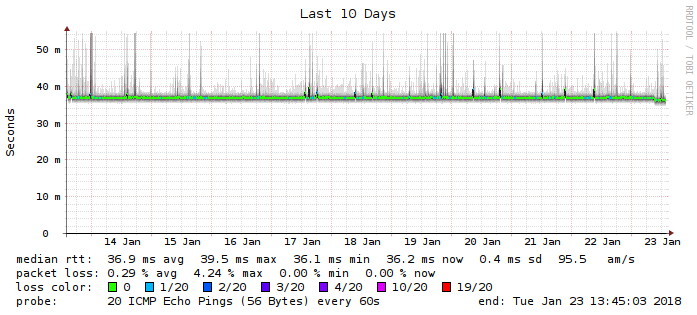 Last 10 Days
RRDTOOL / TOBI OETIKER
Seconds
50 m
40 m
30 m
20 m
10 m
0
14 Jan 15 Jan 16 Jan 17 Jan 18 Jan 19 Jan 20 Jan 21 Jan 22 Jan 23 Jan
median rtt: 36.9 ms avg 39.5 ms max 36.1 ms min 36.2 ms now 0.4 ms sd 95.5 am/s
packet loss: 0.29 % avg 4.24 % max 0.00 % min 0.00 % now
loss color: 0 1/20 2/20 3/20 4/20 10/20 19/20
probe: 20 ICMP Echo Pings (56 Bytes) every 60s end: Tue Jan 23 13:45:03 2018